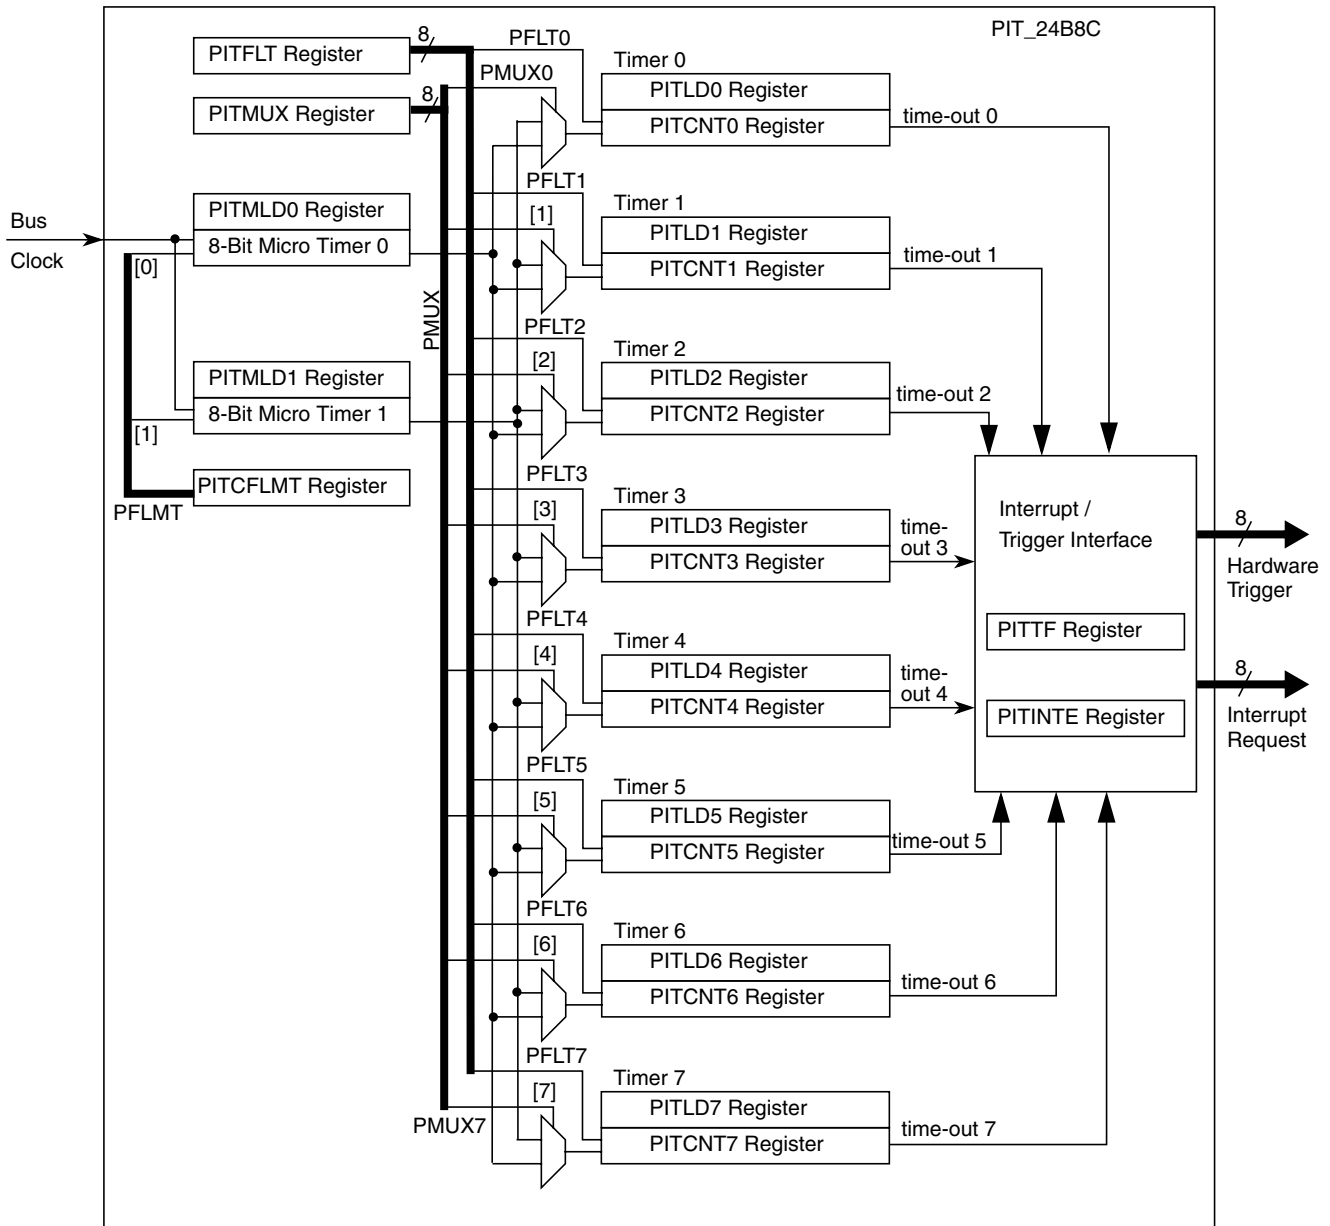 PIT_24B8C
8
PITFLT Register
PFLT0
Timer 0
PMUX0
8
PITMUX Register
PITLD0 Register
PITCNT0 Register
time-out 0
PFLT1
Timer 1
Bus
Clock
PITMLD0 Register
8-Bit Micro Timer 0
[0]
[1]
PITLD1 Register
PITCNT1 Register
time-out 1
PMUX
PFLT2
Timer 2
[2]
PITMLD1 Register
8-Bit Micro Timer 1
[1]
PITLD2 Register
PITCNT2 Register
time-out 2
PITCFLMT Register
PFLMT
PFLT3
Timer 3
[3]
PITLD3 Register
PITCNT3 Register
time-
out 3
Interrupt /
Trigger Interface
8
Hardware
Trigger
PFLT4
Timer 4
[4]
PITLD4 Register
PITCNT4 Register
time-
out 4
PITTF Register
PITINTE Register
8
Interrupt
Request
PFLT5
Timer 5
[5]
PITLD5 Register
PITCNT5 Register
time-out 5
PFLT6
Timer 6
[6]
PITLD6 Register
PITCNT6 Register
time-out 6
PFLT7
Timer 7
[7]
PMUX7
PITLD7 Register
PITCNT7 Register
time-out 7